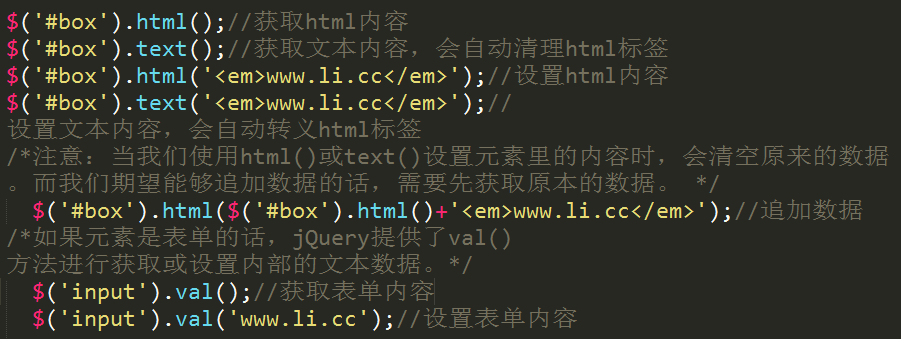 $('#box').html();//获取html内容
$('#box').text();//获取文本内容，会自动清理html标签
$('#box').html('<em>www.li.cc</em>');//设置html内容
$('#box').text('<em>www.li.cc</em>');//
设置文本内容，会自动转义html标签
/*注意：当我们使用html()或text()设置元素里的内容时，会清空原来的数据
。而我们期望能够追加数据的话，需要先获取原本的数据。 */
$('#box').html($('#box').html()+'<em>www.li.cc</em>');//追加数据
/*如果元素是表单的话，jQuery提供了val()
方法进行获取或设置内部的文本数据。*/
$('input').val();//获取表单内容
$('input').val('www.li.cc');//设置表单内容